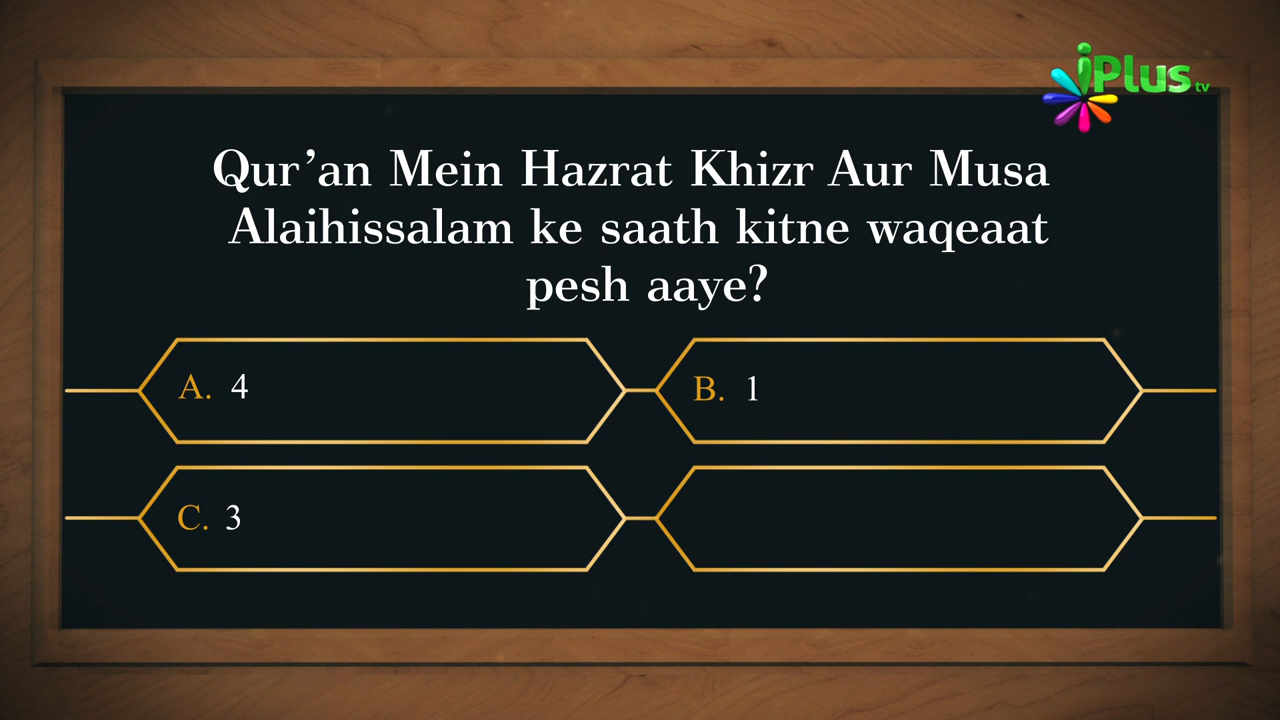 iPlus tv
Qur’an Mein Hazrat Khizr Aur Musa
Alaihissalam ke saath kitne waqeaat
pesh aaye?
A. 4
B. 1
C. 3